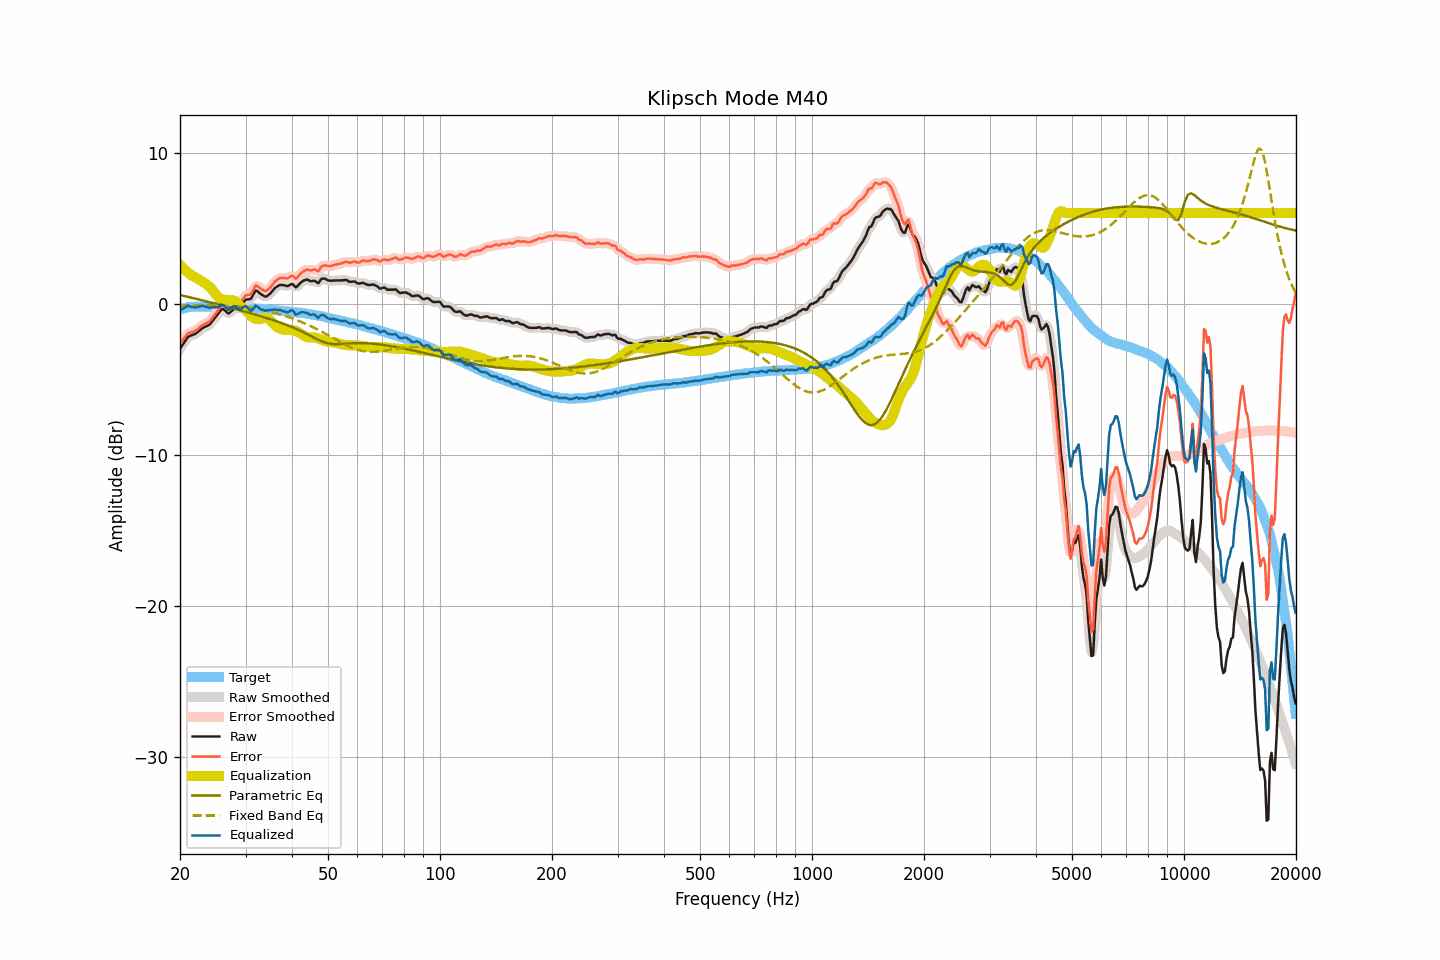 Klipsch Mode M40
10
0
−10
−20
−30
Amplitude (dBr)
Target
Raw Smoothed
Error Smoothed
Raw
Error
Equalization
Parametric Eq
Fixed Band Eq
Equalized
20 50 100 200 500 1000 2000 5000 10000 20000
Frequency (Hz)